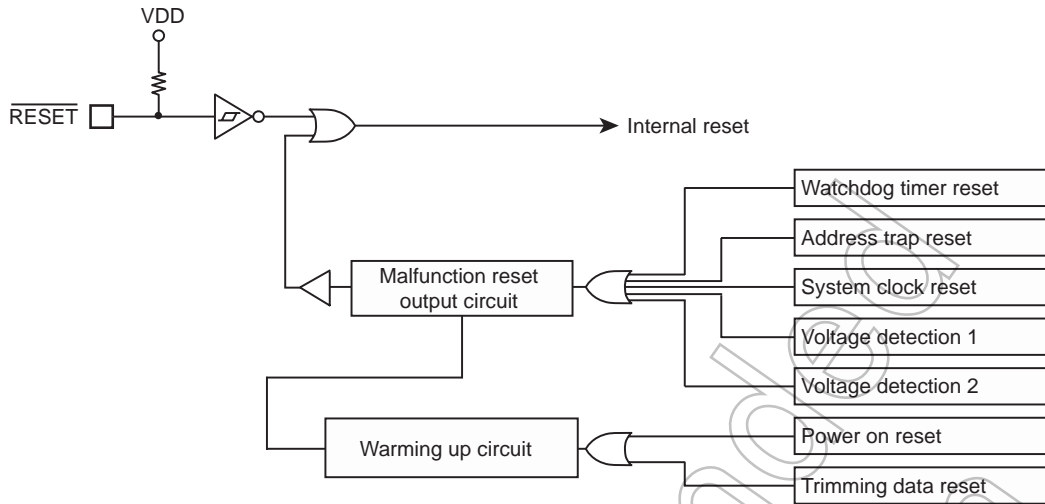 VDD
RESET
Internal reset
Watchdog timer reset
Address trap reset
System clock reset
Voltage detection 1
Voltage detection 2
Power on reset
Trimming data reset
Malfunction reset
output circuit
Warming up circuit